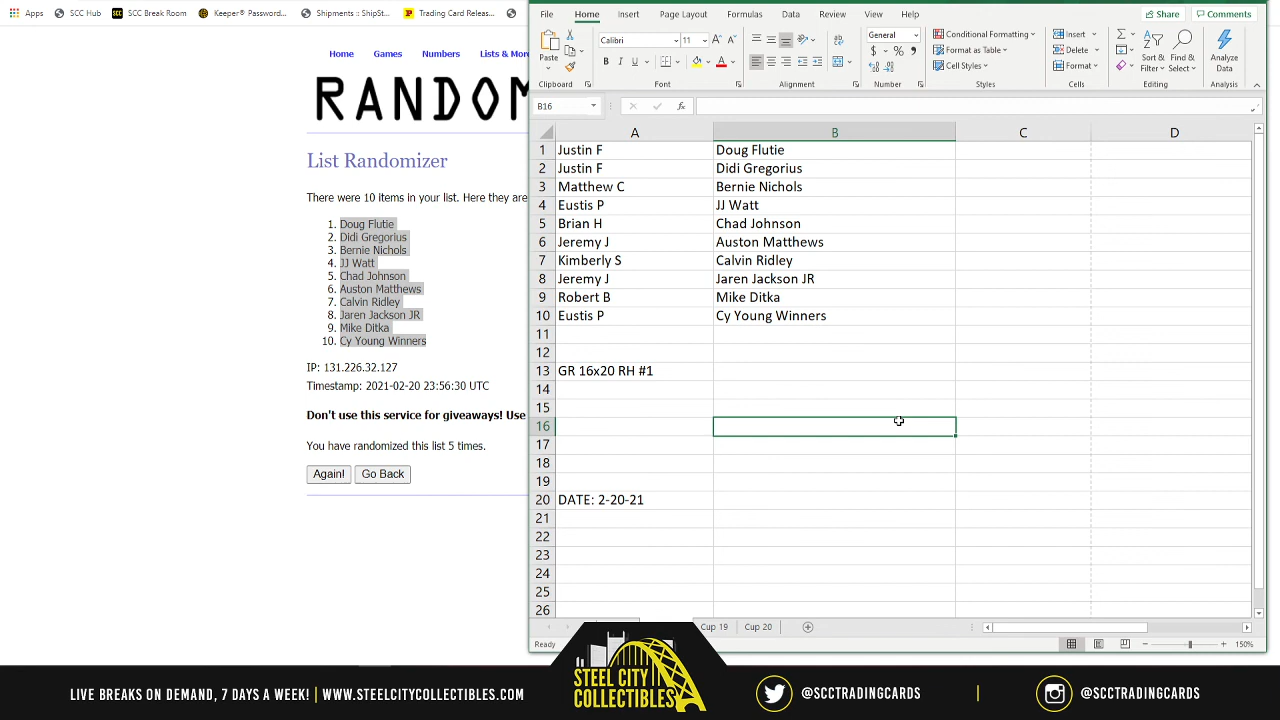 Apps SCC Hub SCC Break Room Keeper® Password... Shipments :: ShipSt... Trading Card Releas...
Home Games Numbers Lists & More
RANDOM
List Randomizer
There were 10 items in your list. Here they are
1. Doug Flutie
2. Didi Gregorius
3. Bernie Nichols
4. JJ Watt
5. Chad Johnson
6. Auston Matthews
7. Calvin Ridley
8. Jaren Jackson JR
9. Mike Ditka
10. Cy Young Winners
IP: 131.226.32.127
Timestamp: 2021-02-20 23:56:30 UTC
Don't use this service for giveaways! Use
You have randomized this list 5 times.
Again! Go Back
File Home Insert Page Layout Formulas Data Review View Help Share Comments
Paste Calibri 11 General Conditional Formatting Insert
Format as Table Delete Sort & Filter Find & Select Analyze Data
Cell Styles Format
Clipboard Font Alignment Number Styles Cells Editing Analysis
B16 fx
A B C D
1 Justin F Doug Flutie
2 Justin F Didi Gregorius
3 Matthew C Bernie Nichols
4 Eustis P JJ Watt
5 Brian H Chad Johnson
6 Jeremy J Auston Matthews
7 Kimberly S Calvin Ridley
8 Jeremy J Jaren Jackson JR
9 Robert B Mike Ditka
10 Eustis P Cy Young Winners
11
12
13 GR 16x20 RH #1
14
15
16
17
18
19
20 DATE: 2-20-21
21
22
23
24
25
26
Cup 19 Cup 20
Ready 150%
STEEL CITY
COLLECTIBLES
LIVE BREAKS ON DEMAND, 7 DAYS A WEEK! | WWW.STEELCITYCOLLECTIBLES.COM
@SCCTRADINGCARDS | @SCCTRADINGCARDS